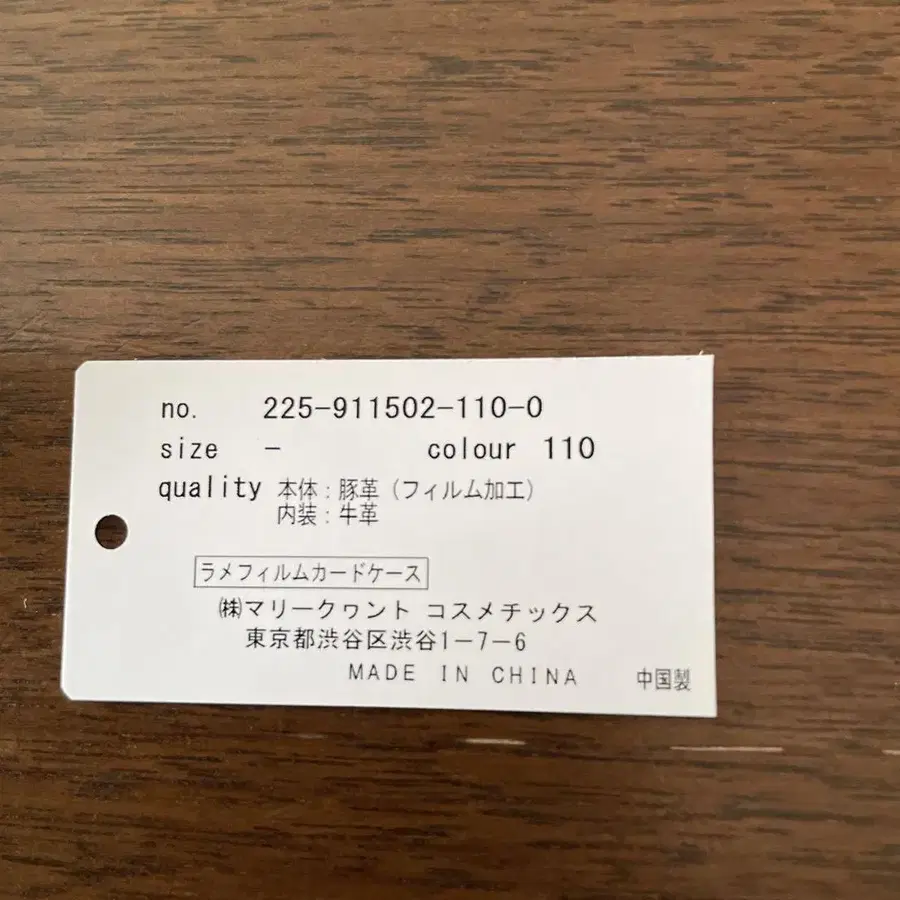 no. 225-911502-110-0
size - colour 110
quality 本体：豚革（フィルム加工）
内装：牛革
ラメフィルムカードケース
㈱マリークヮント コスメチックス
東京都渋谷区渋谷1-7-6
MADE IN CHINA 中国製